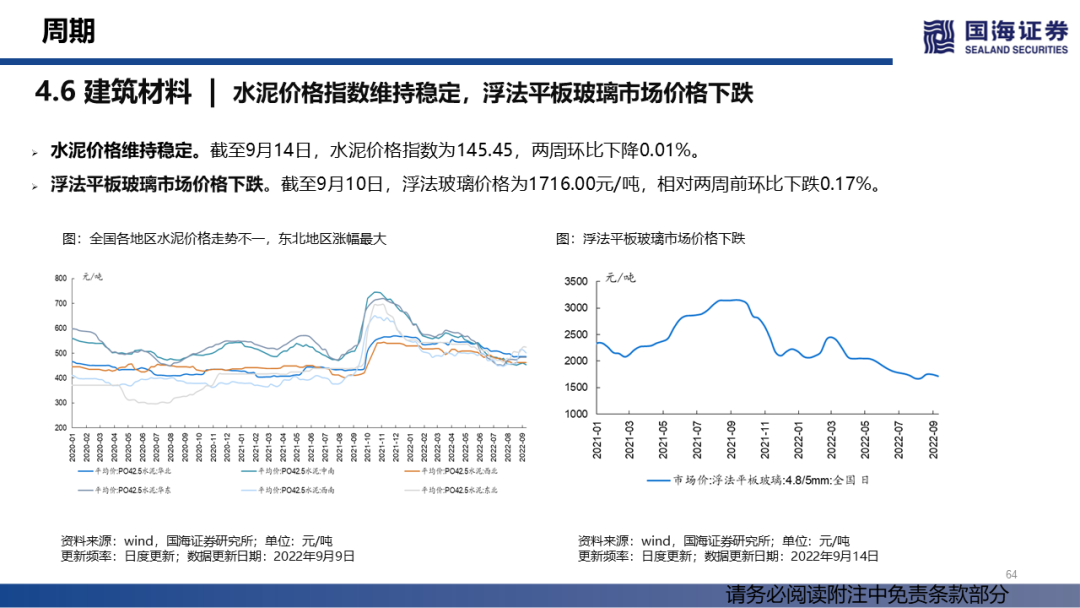 周期
国海证券
SEALAND SECURITIES
4.6 建筑材料 | 水泥价格指数维持稳定，浮法平板玻璃市场价格下跌
➢ 水泥价格维持稳定。截至9月14日，水泥价格指数为145.45，两周环比下降0.01%。
➢ 浮法平板玻璃市场价格下跌。截至9月10日，浮法玻璃价格为1716.00元/吨，相对两周前环比下跌0.17%。
图：全国各地区水泥价格走势不一，东北地区涨幅最大
元/吨
800
700
600
500
400
300
200
2020-01 2020-02 2020-03 2020-04 2020-05 2020-06 2020-07 2020-08 2020-09 2020-10 2020-11 2020-12 2021-01 2021-02 2021-03 2021-04 2021-05 2021-06 2021-07 2021-08 2021-09 2021-10 2021-11 2021-12 2022-01 2022-02 2022-03 2022-04 2022-05 2022-06 2022-07 2022-08 2022-09
平均价:PO42.5水泥:华北 平均价:PO42.5水泥:中南 平均价:PO42.5水泥:西北
平均价:PO42.5水泥:华东 平均价:PO42.5水泥:西南 平均价:PO42.5水泥:东北
资料来源：wind，国海证券研究所；单位：元/吨
更新频率：日度更新；数据更新日期：2022年9月9日
图：浮法平板玻璃市场价格下跌
元/吨
3500
3000
2500
2000
1500
1000
2021-01 2021-03 2021-05 2021-07 2021-09 2021-11 2022-01 2022-03 2022-05 2022-07 2022-09
市场价:浮法平板玻璃:4.8/5mm:全国 日
资料来源：wind，国海证券研究所；单位：元/吨
更新频率：日度更新；数据更新日期：2022年9月14日
64
请务必阅读附注中免责条款部分